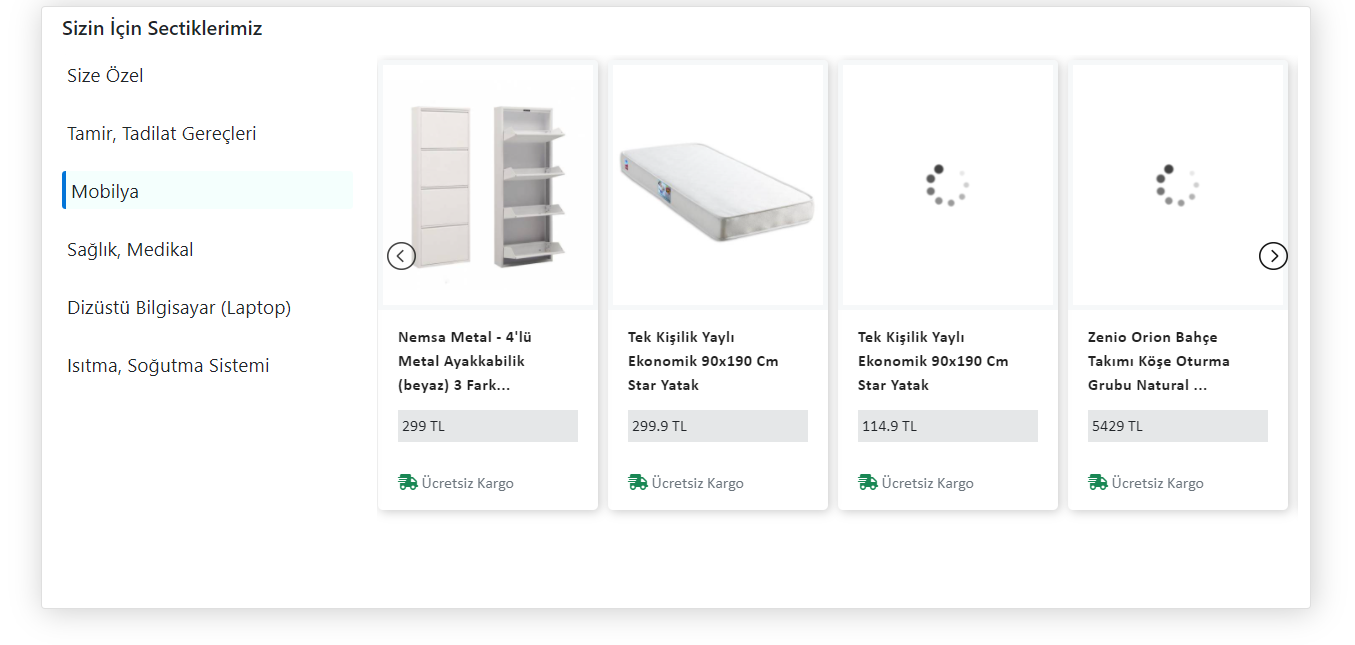 Sizin İçin Sectiklerimiz
Size Özel
Tamir, Tadilat Gereçleri
Mobilya
Sağlık, Medikal
Dizüstü Bilgisayar (Laptop)
Isıtma, Soğutma Sistemi
Nemsa Metal - 4'lü
Metal Ayakkabilik
(beyaz) 3 Fark...
299 TL
Ücretsiz Kargo
Tek Kişilik Yaylı
Ekonomik 90x190 Cm
Star Yatak
299.9 TL
Ücretsiz Kargo
Tek Kişilik Yaylı
Ekonomik 90x190 Cm
Star Yatak
114.9 TL
Ücretsiz Kargo
Zenio Orion Bahçe
Takımı Köşe Oturma
Grubu Natural ...
5429 TL
Ücretsiz Kargo